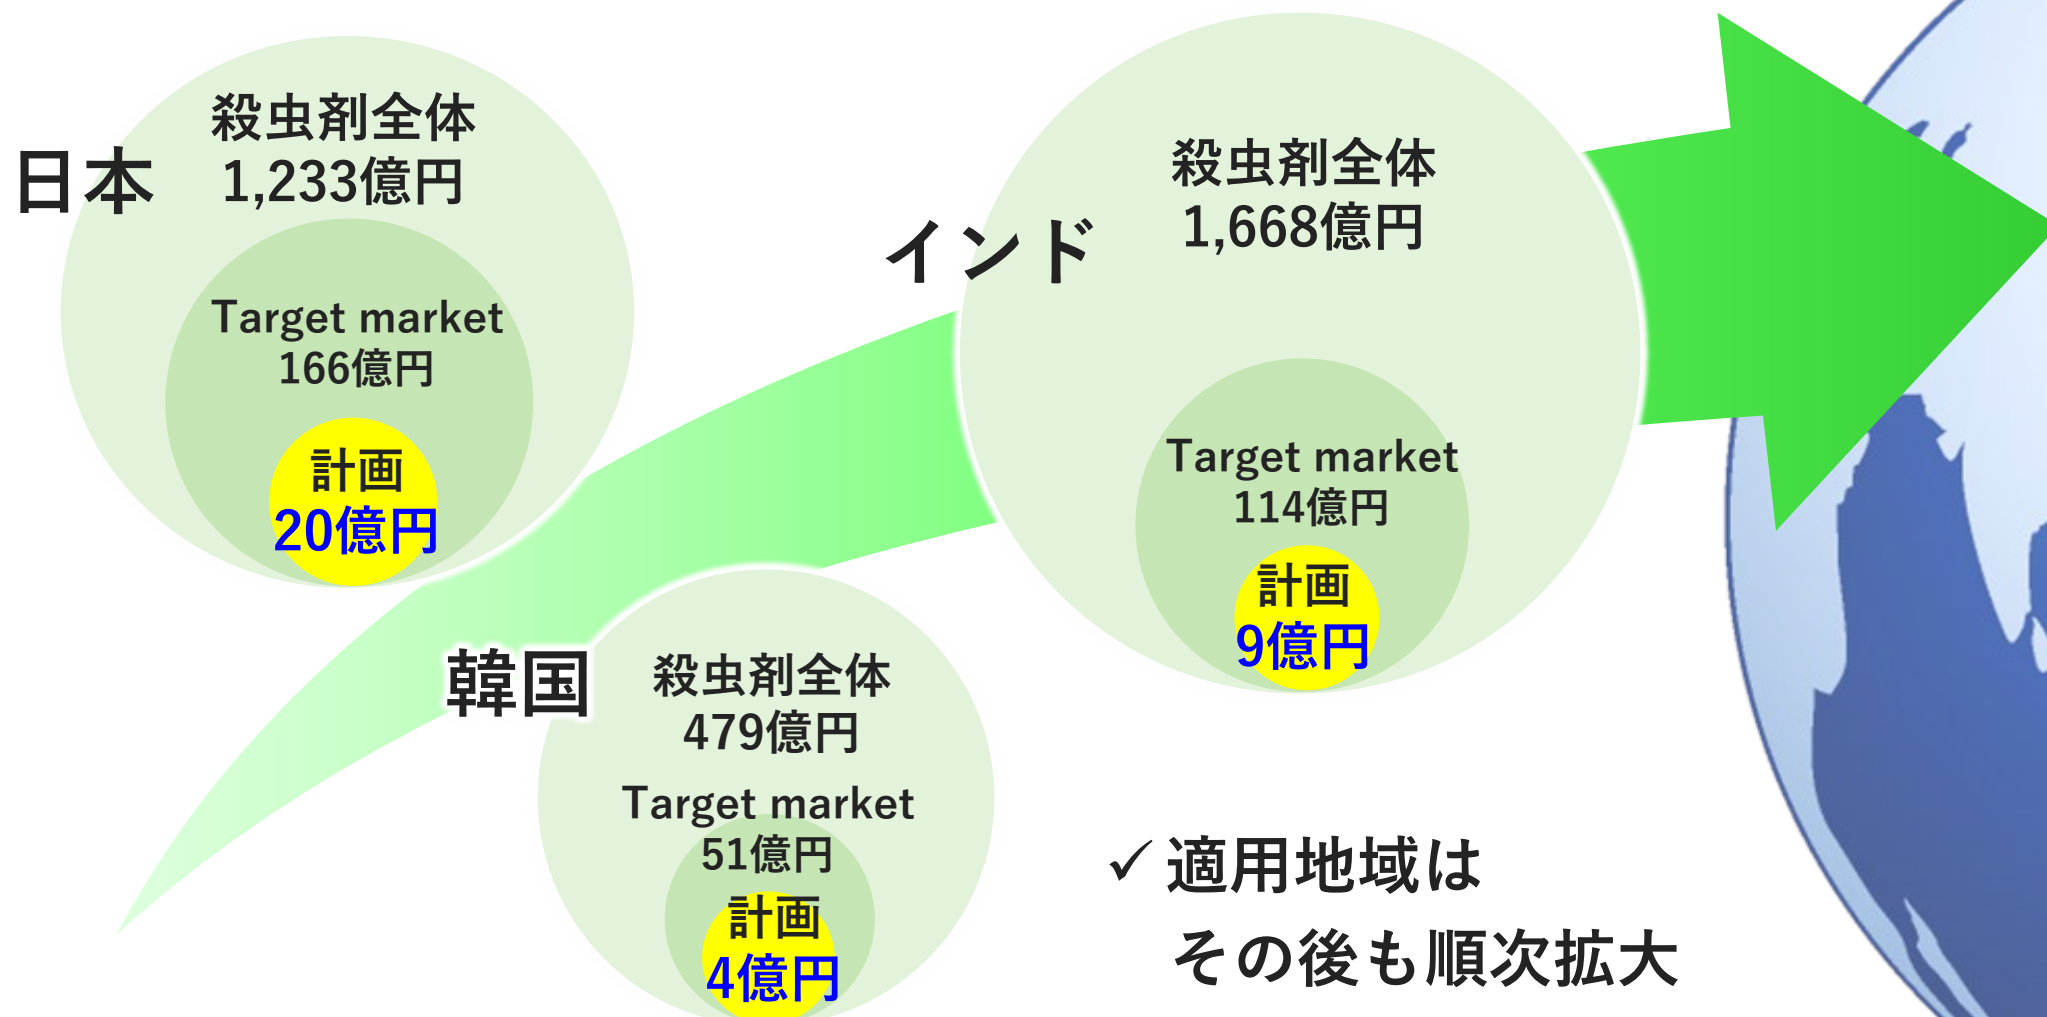 日本
殺虫剤全体
1,233億円
Target market
166億円
計画
20億円
韓国
殺虫剤全体
479億円
Target market
51億円
計画
4億円
インド
殺虫剤全体
1,668億円
Target market
114億円
計画
9億円
✓ 適用地域は
その後も順次拡大